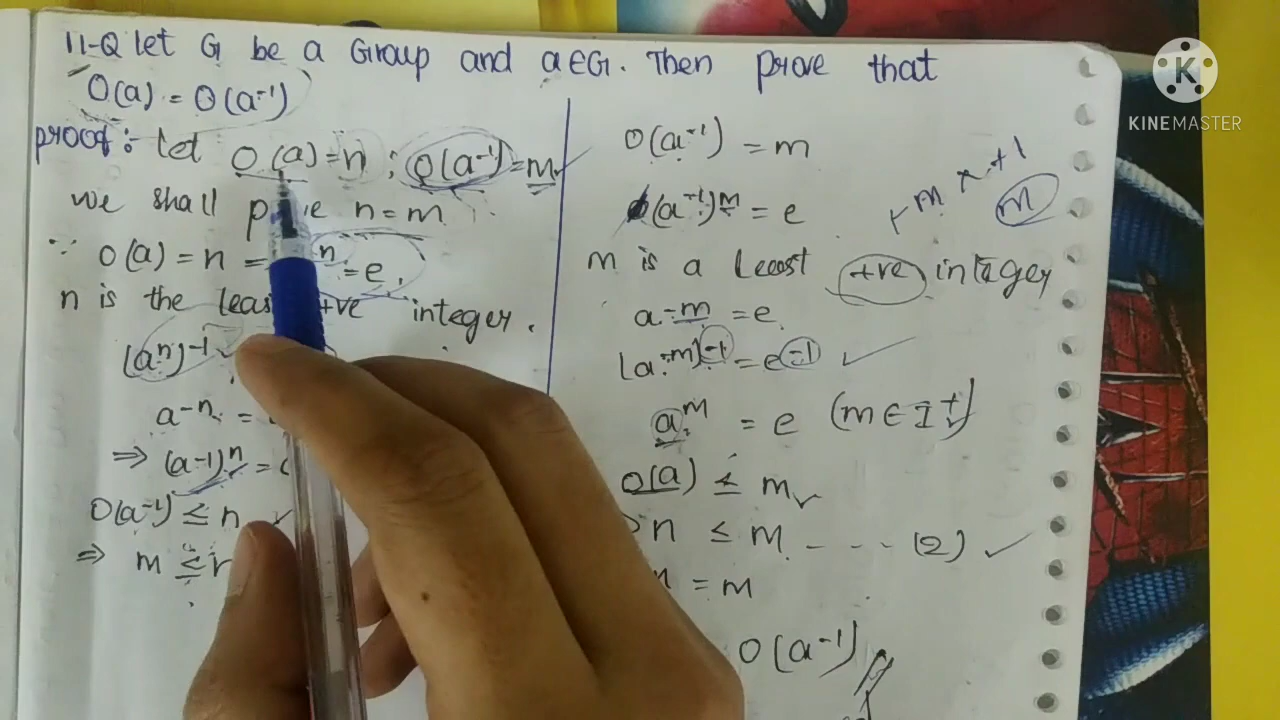 11-Q let G be a Group and a∈G. Then prove that
O(a) = O(a⁻¹)
proof:- let O(a)=n ; O(a⁻¹)=m
we shall n=m
∵ O(a) = n = n = e.
n is the +ve integer.
(aⁿ)⁻¹
a-n =
⇒ (a-1)ⁿ =
O(a⁻¹) ≤ n
⇒ m ≤
O(a⁻¹) = m
(a⁻¹)ᵐ = e
m is a Least +ve integer
m
a-m = e
(a-m)-1 = e-1
aᵐ = e (m ∈ I⁺)
O(a) ≤ m
n ≤ m - - - - (2)
= m
O(a-1)
KINEMASTER